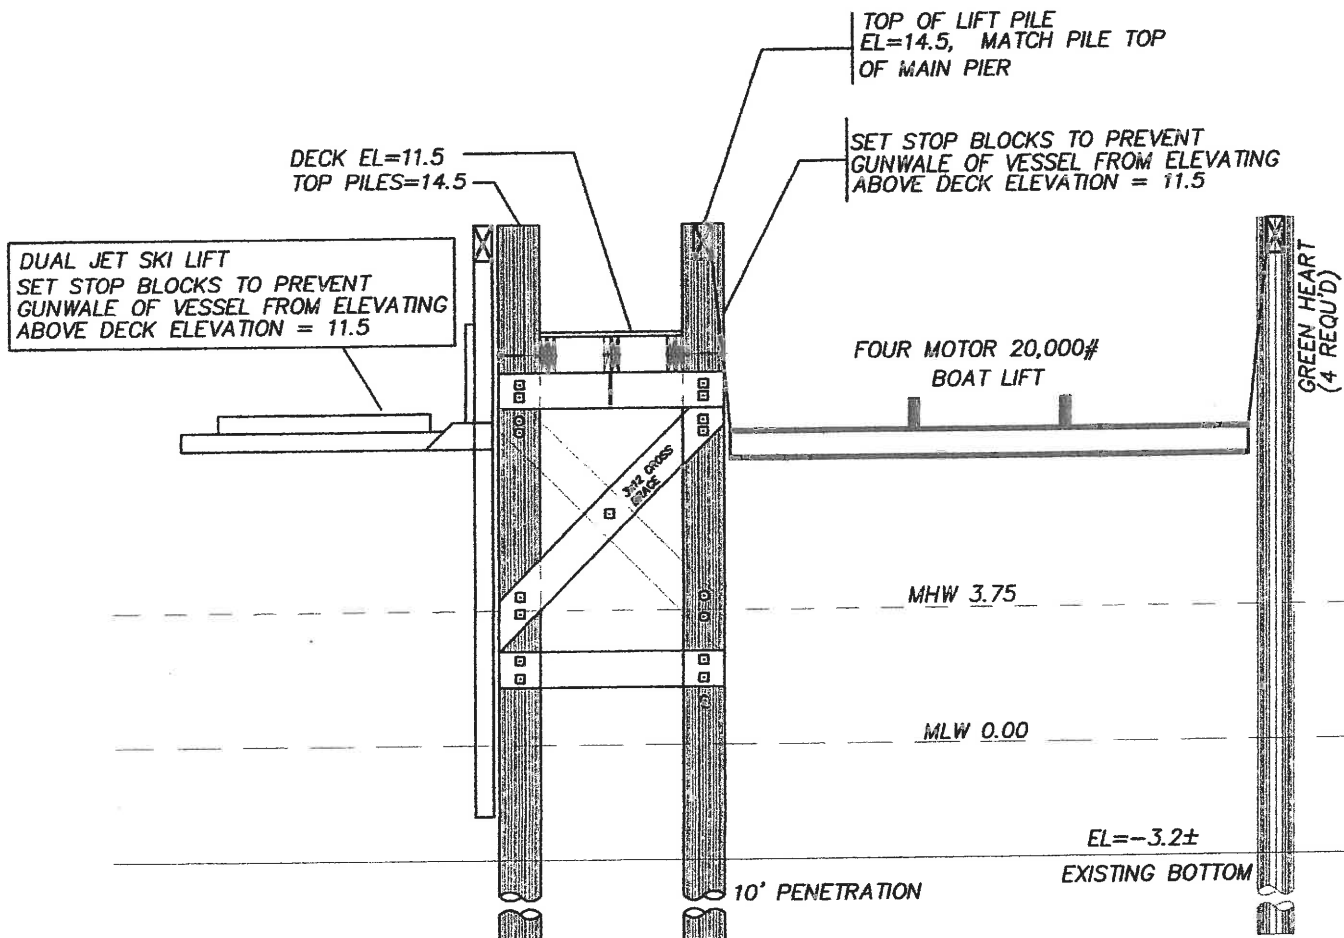 TOP OF LIFT PILE
EL=14.5, MATCH PILE TOP
OF MAIN PIER
SET STOP BLOCKS TO PREVENT
GUNWALE OF VESSEL FROM ELEVATING
ABOVE DECK ELEVATION = 11.5
DECK EL=11.5
TOP PILES=14.5
DUAL JET SKI LIFT
SET STOP BLOCKS TO PREVENT
GUNWALE OF VESSEL FROM ELEVATING
ABOVE DECK ELEVATION = 11.5
GREEN HEART
(4 REQU'D)
FOUR MOTOR 20,000#
BOAT LIFT
3x12 CROSS
BRACE
MHW 3.75
MLW 0.00
EL=-3.2±
EXISTING BOTTOM
10' PENETRATION